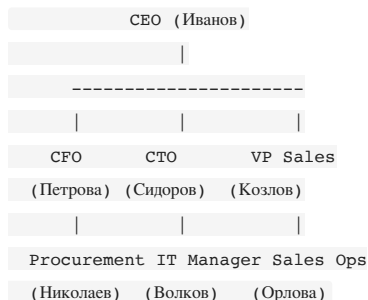 CEO (Иванов)
|
----------------------
| | |
CFO CTO VP Sales
(Петрова) (Сидоров) (Козлов)
| | |
Procurement IT Manager Sales Ops
(Николаев) (Волков) (Орлова)